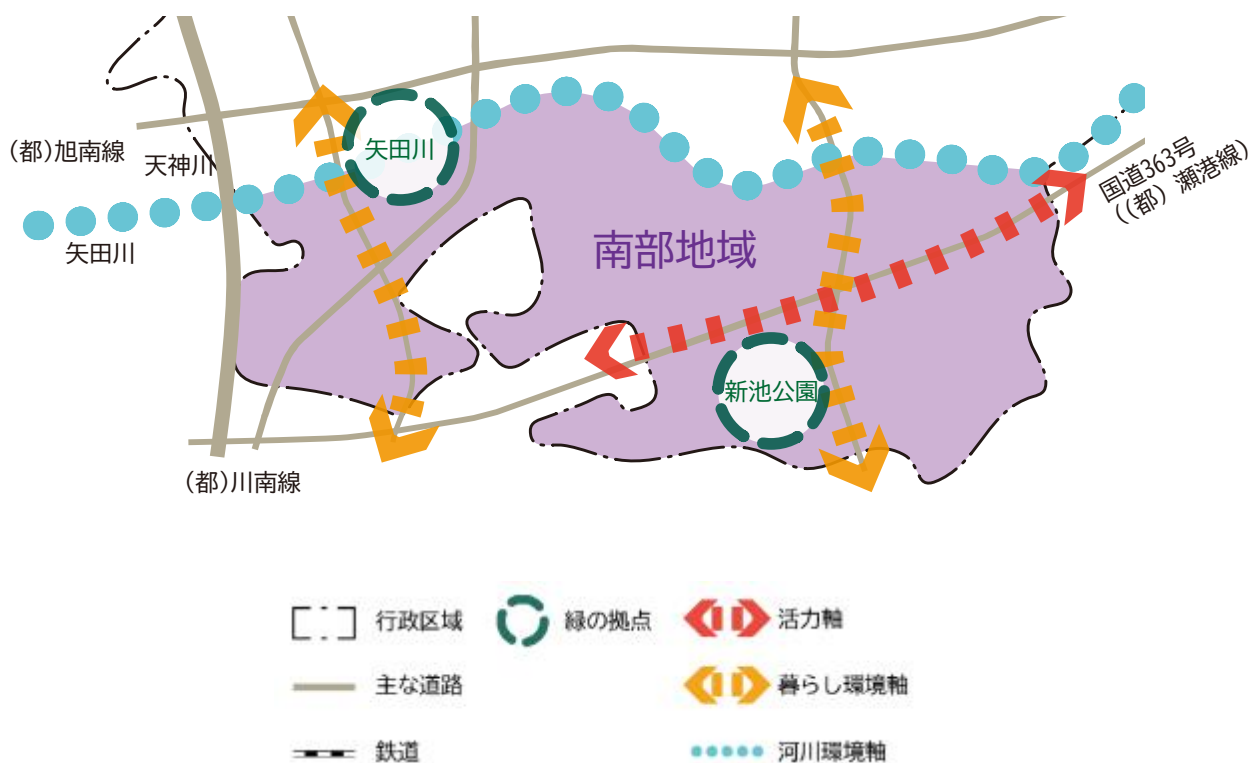 (都)旭南線
天神川
矢田川
矢田川
南部地域
国道363号
((都) 瀬港線)
新池公園
(都)川南線
行政区域
緑の拠点
活力軸
主な道路
暮らし環境軸
鉄道
河川環境軸